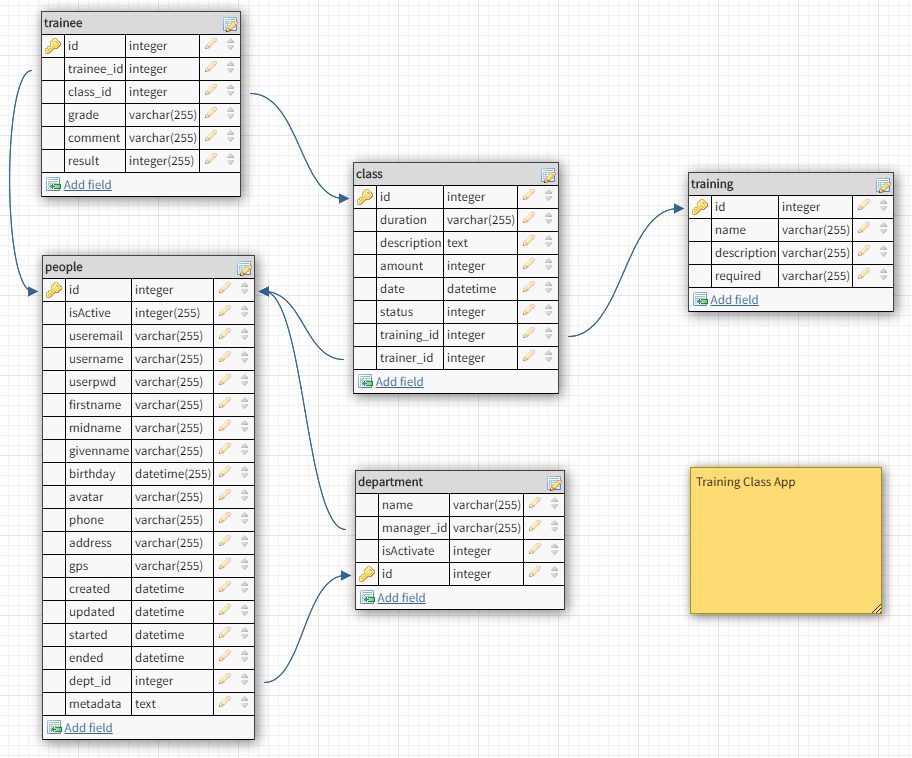 trainee
id integer
trainee_id integer
class_id integer
grade varchar(255)
comment varchar(255)
result integer(255)
Add field
people
id integer
isActive integer(255)
useremail varchar(255)
username varchar(255)
userpwd varchar(255)
firstname varchar(255)
midname varchar(255)
givenname varchar(255)
birthday datetime(255)
avatar varchar(255)
phone varchar(255)
address varchar(255)
gps varchar(255)
created datetime
updated datetime
started datetime
ended datetime
dept_id integer
metadata text
Add field
class
id integer
duration varchar(255)
description text
amount integer
date datetime
status integer
training_id integer
trainer_id integer
Add field
department
name varchar(255)
manager_id varchar(255)
isActivate integer
id integer
Add field
training
id integer
name varchar(255)
description varchar(255)
required varchar(255)
Add field
Training Class App